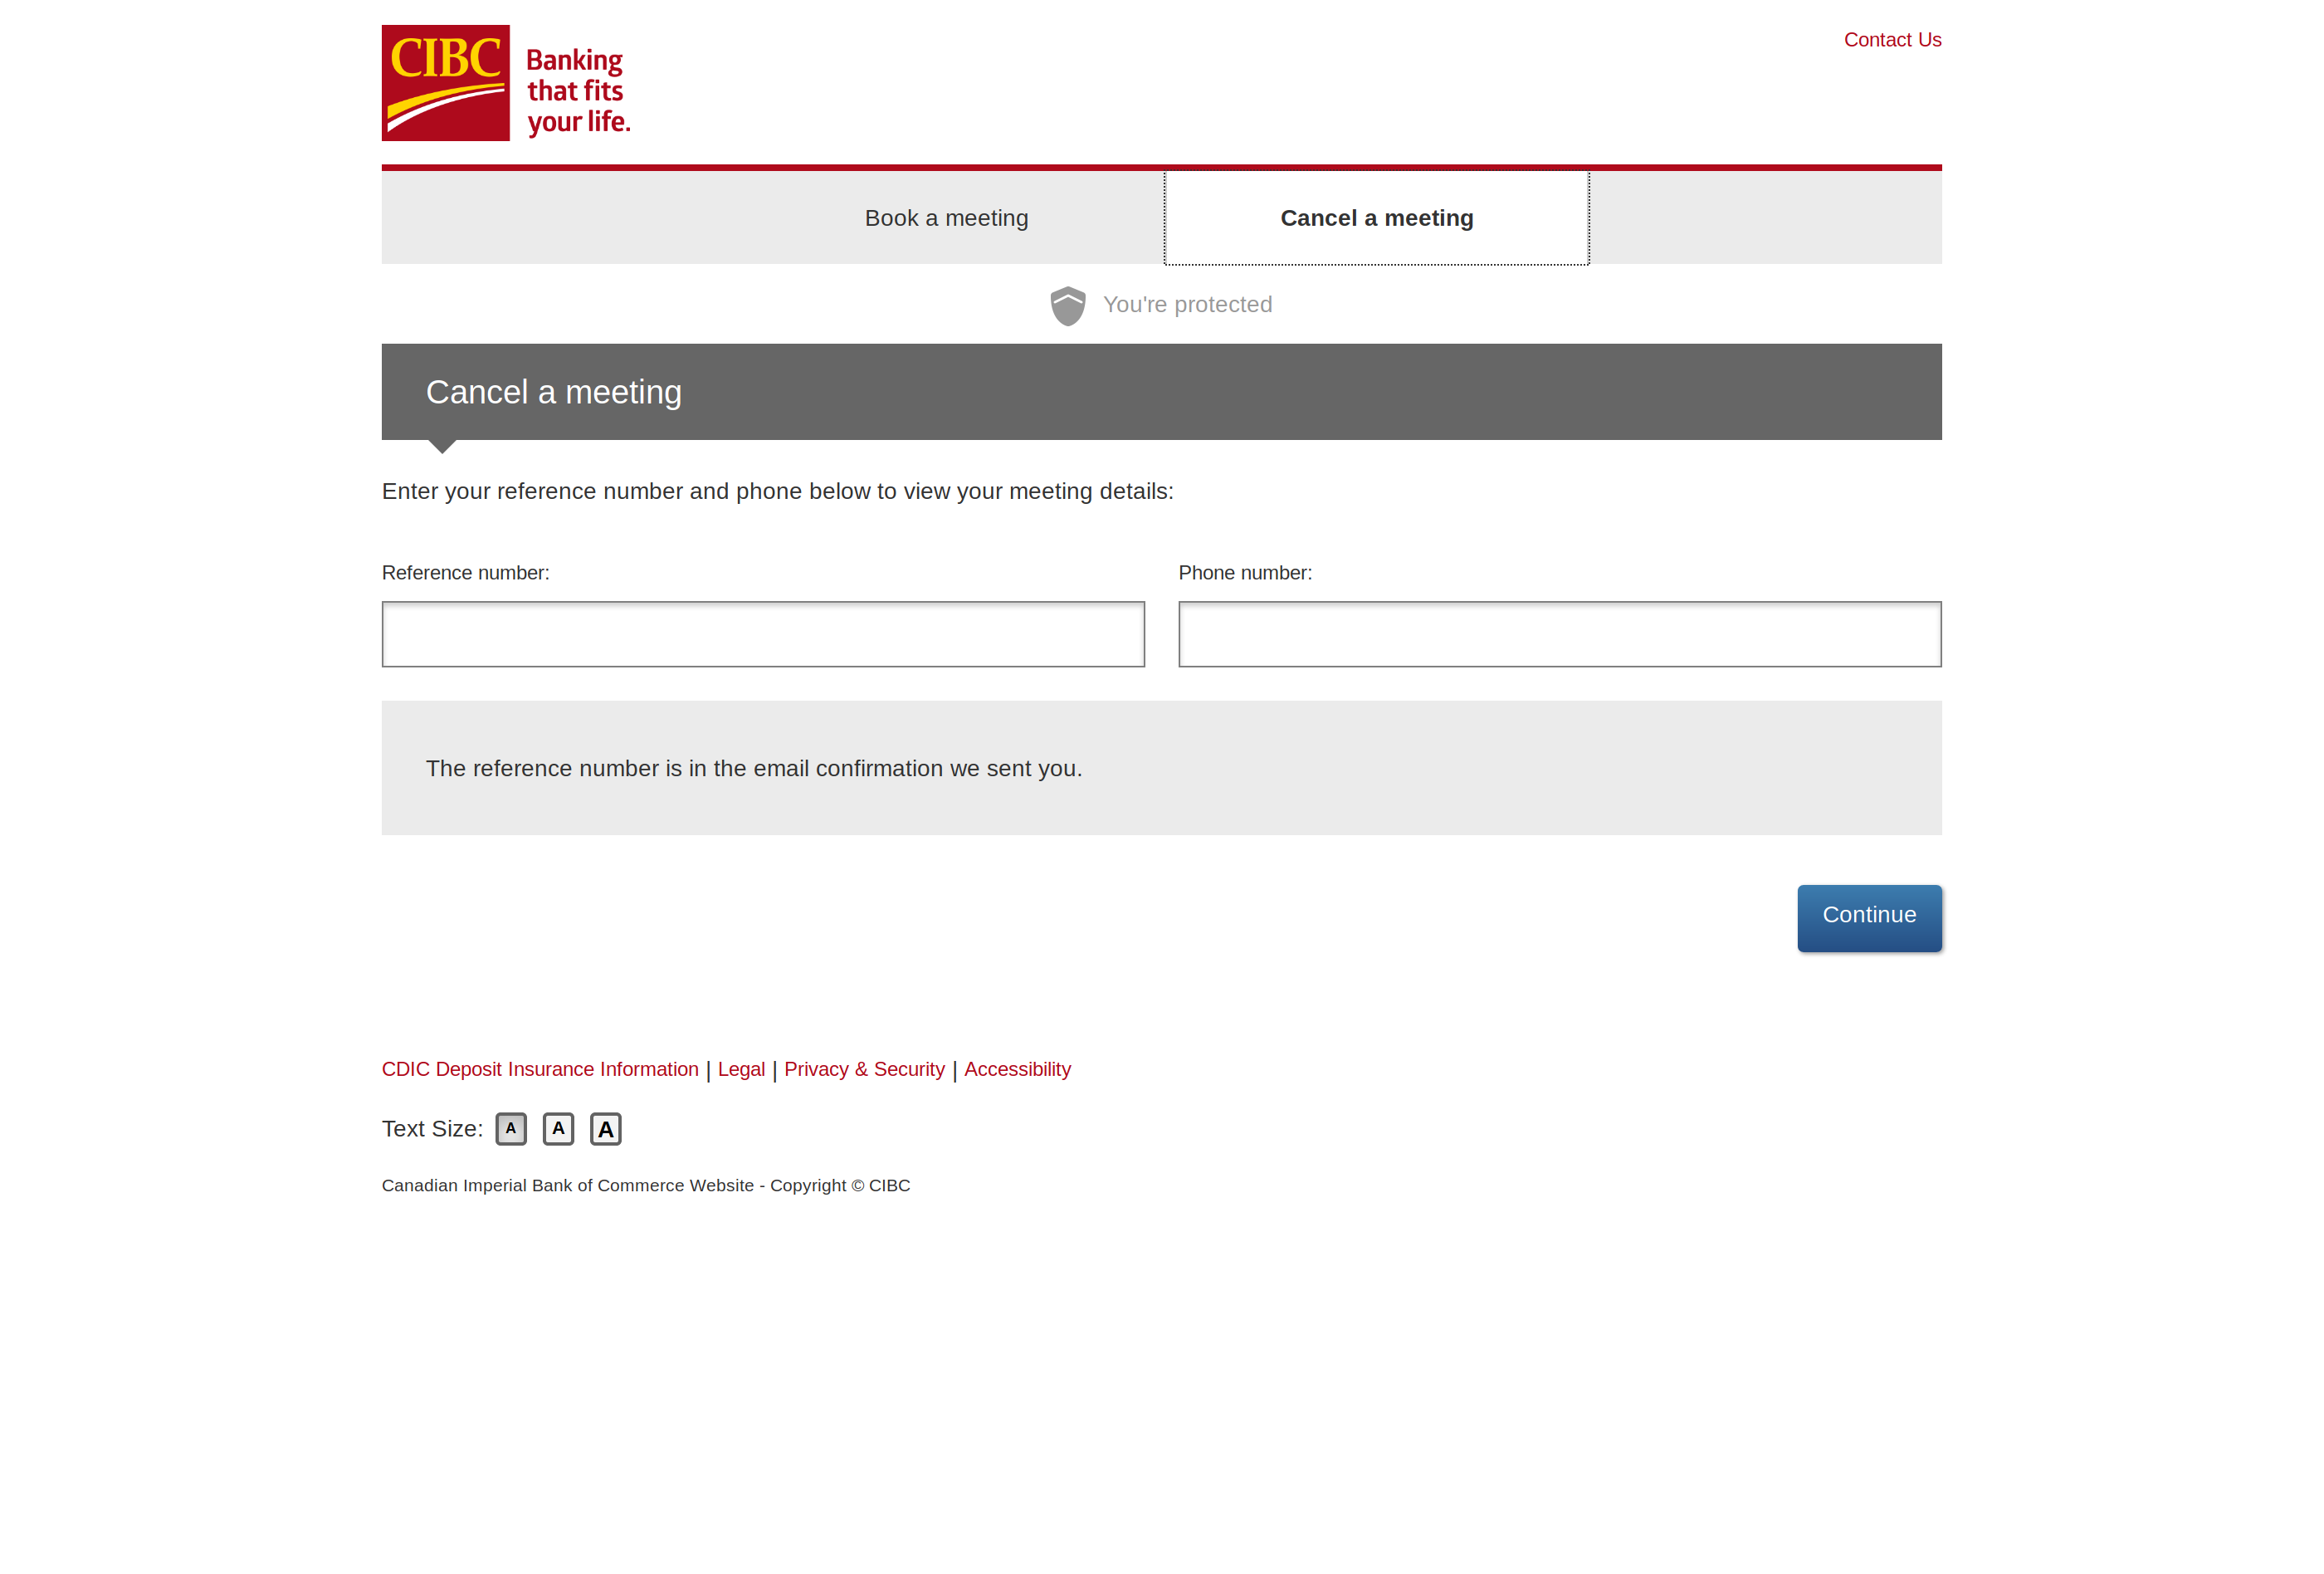 CIBC
Banking
that fits
your life.
Contact Us
Book a meeting
Cancel a meeting
You're protected
Cancel a meeting
Enter your reference number and phone below to view your meeting details:
Reference number:
Phone number:
The reference number is in the email confirmation we sent you.
Continue
CDIC Deposit Insurance Information | Legal | Privacy & Security | Accessibility
Text Size: A A A
Canadian Imperial Bank of Commerce Website - Copyright © CIBC